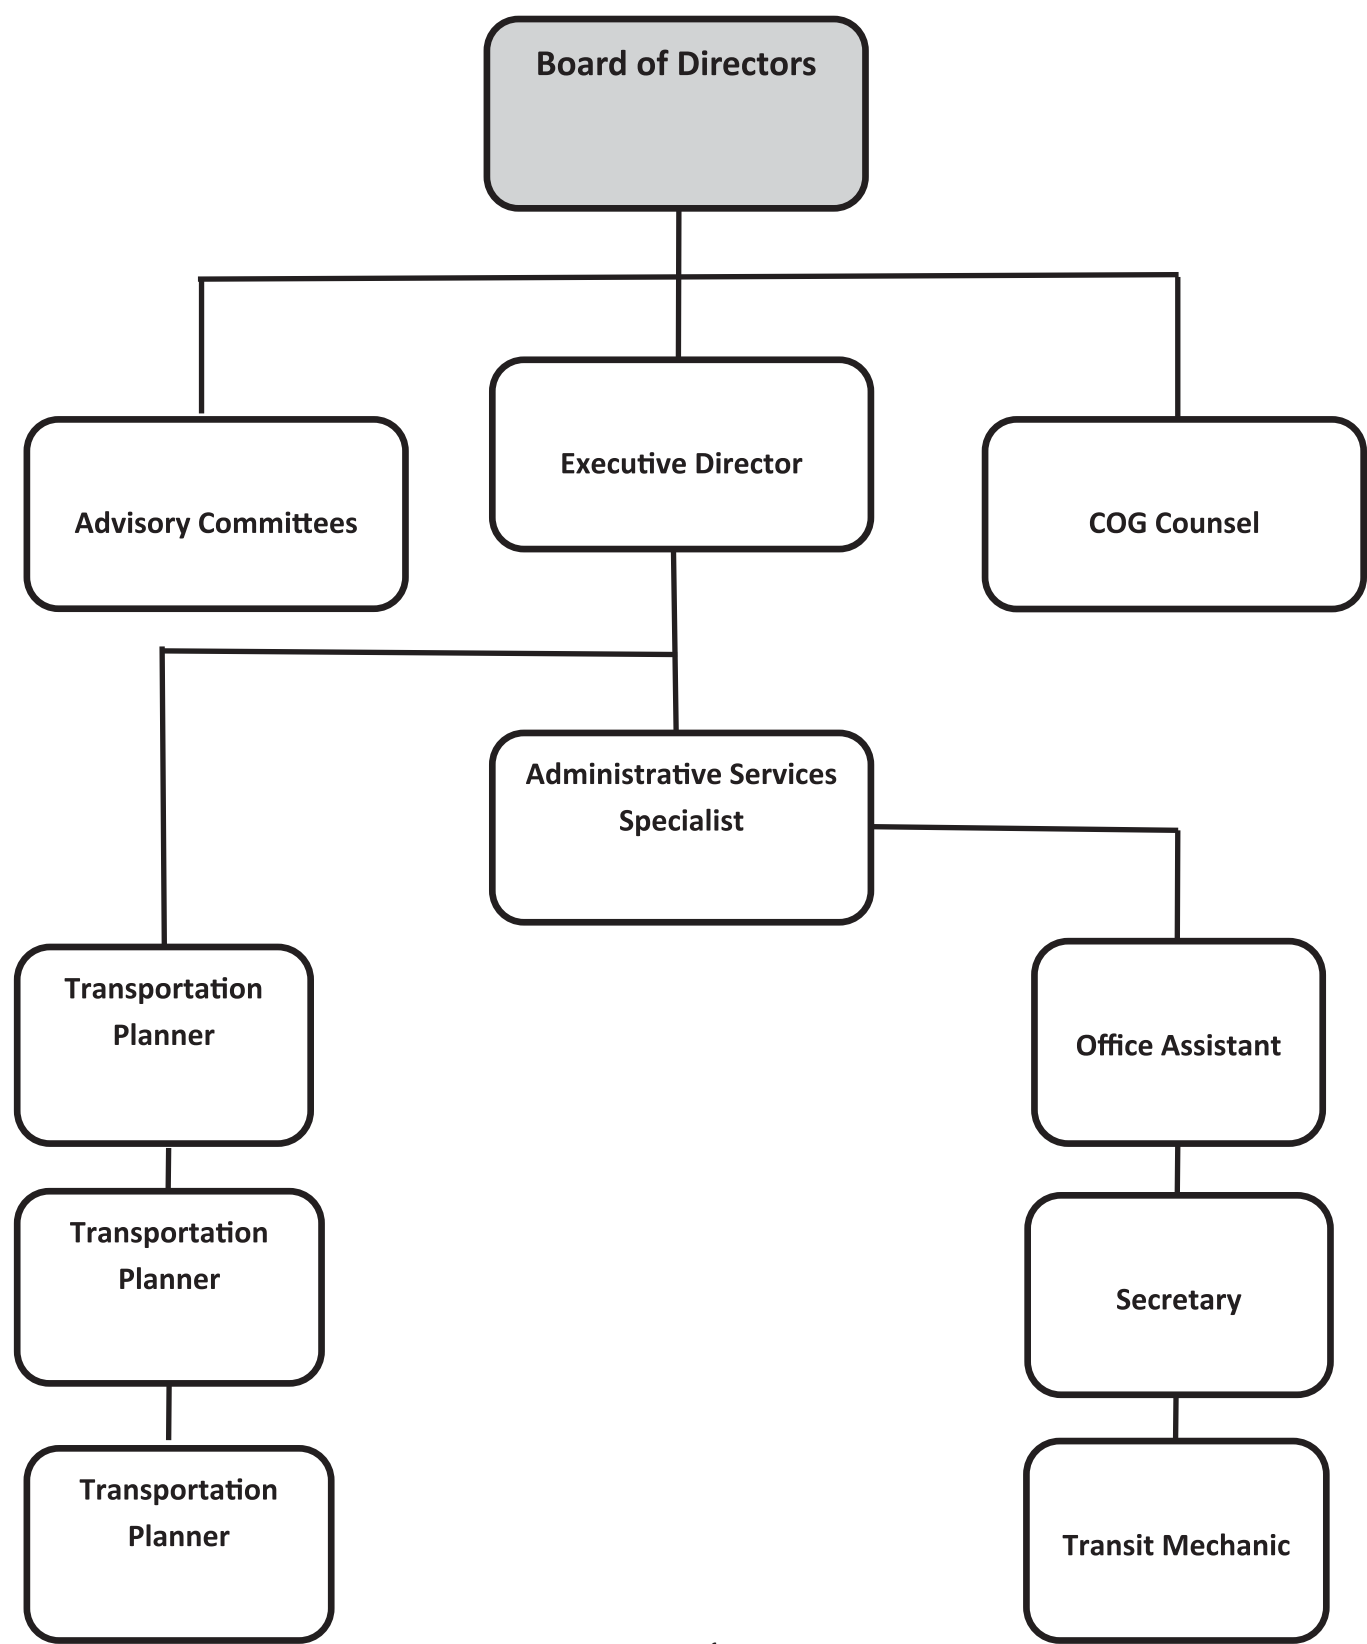 Board of Directors
Executive Director
Advisory Committees
COG Counsel
Administrative Services
Specialist
Transportation
Planner
Office Assistant
Transportation
Planner
Secretary
Transportation
Planner
Transit Mechanic